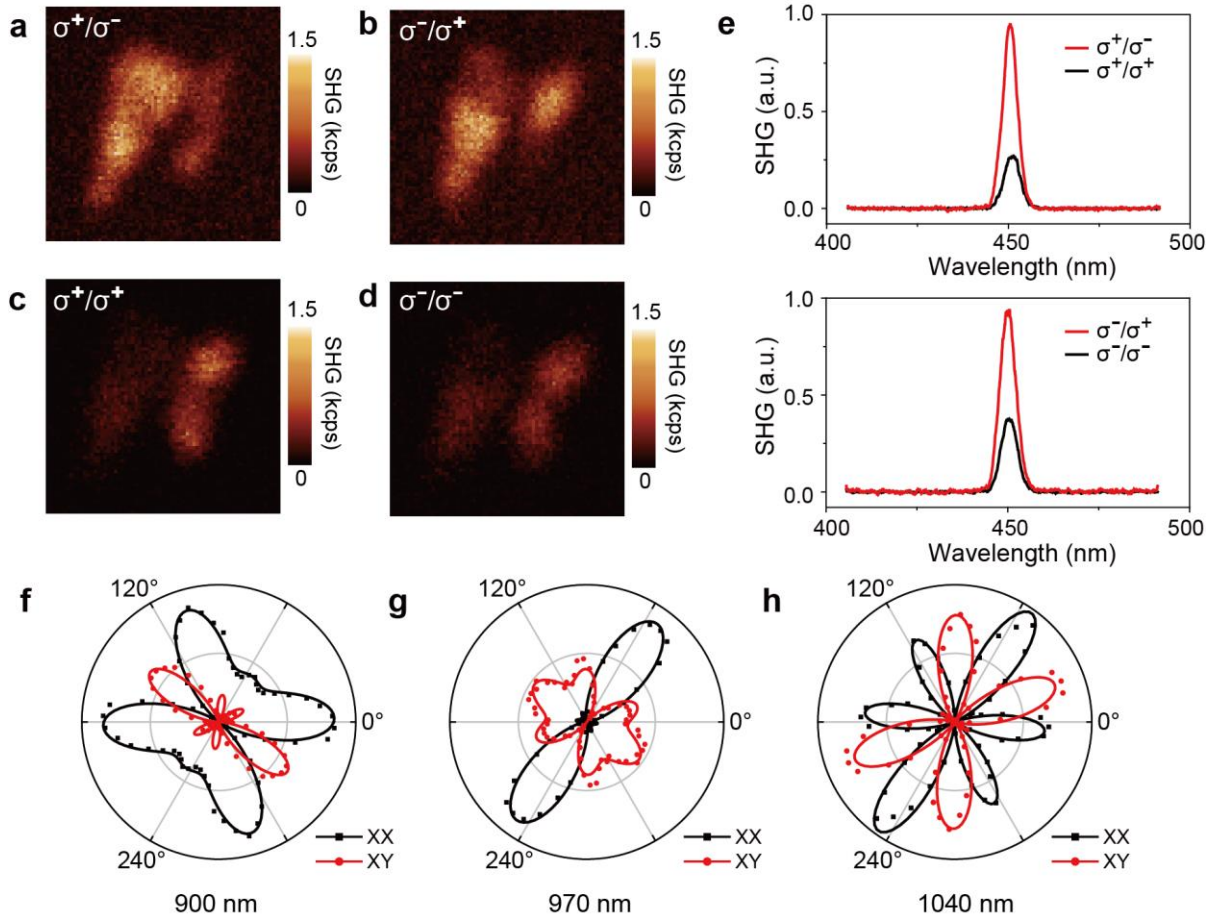 a
σ⁺/σ⁻
1.5
SHG (kcps)
0
b
σ⁻/σ⁺
1.5
SHG (kcps)
0
e
1.0
0.5
0.0
SHG (a.u.)
σ⁺/σ⁻
σ⁺/σ⁺
400
450
500
Wavelength (nm)
c
σ⁺/σ⁺
1.5
SHG (kcps)
0
d
σ⁻/σ⁻
1.5
SHG (kcps)
0
1.0
0.5
0.0
SHG (a.u.)
σ⁻/σ⁺
σ⁻/σ⁻
400
450
500
Wavelength (nm)
f
120°
0°
240°
XX
XY
900 nm
g
120°
0°
240°
XX
XY
970 nm
h
120°
0°
240°
XX
XY
1040 nm